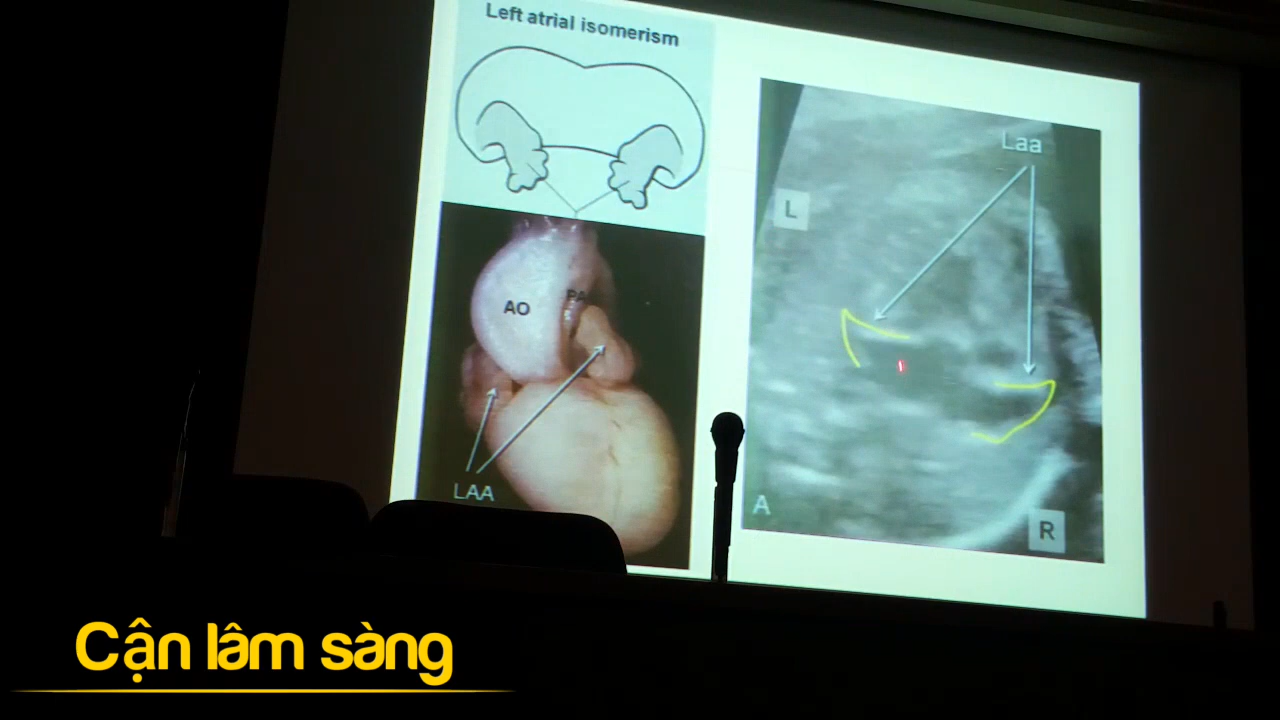 Left atrial isomerism
Laa
L
AO
PA
LAA
A
R
Cận lâm sàng